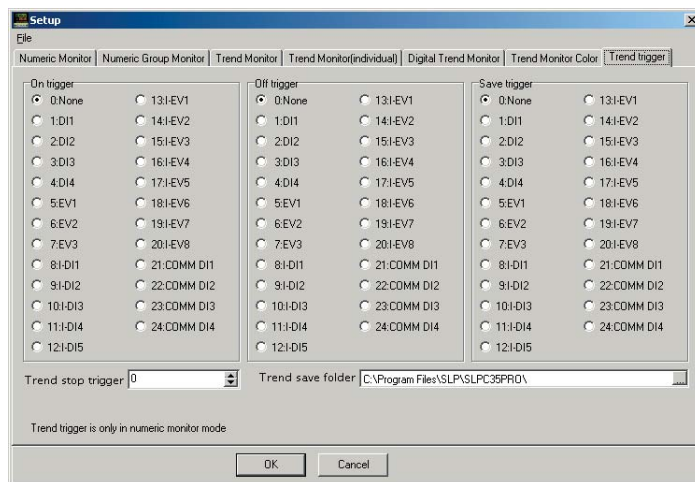 Setup
File
Numeric Monitor Numeric Group Monitor Trend Monitor Trend Monitor(individual) Digital Trend Monitor Trend Monitor Color Trend trigger
On trigger
0:None
1:DI1
2:DI2
3:DI3
4:DI4
5:EV1
6:EV2
7:EV3
8:I-DI1
9:I-DI2
10:I-DI3
11:I-DI4
12:I-DI5
13:I-EV1
14:I-EV2
15:I-EV3
16:I-EV4
17:I-EV5
18:I-EV6
19:I-EV7
20:I-EV8
21:COMM DI1
22:COMM DI2
23:COMM DI3
24:COMM DI4
Off trigger
0:None
1:DI1
2:DI2
3:DI3
4:DI4
5:EV1
6:EV2
7:EV3
8:I-DI1
9:I-DI2
10:I-DI3
11:I-DI4
12:I-DI5
13:I-EV1
14:I-EV2
15:I-EV3
16:I-EV4
17:I-EV5
18:I-EV6
19:I-EV7
20:I-EV8
21:COMM DI1
22:COMM DI2
23:COMM DI3
24:COMM DI4
Save trigger
0:None
1:DI1
2:DI2
3:DI3
4:DI4
5:EV1
6:EV2
7:EV3
8:I-DI1
9:I-DI2
10:I-DI3
11:I-DI4
12:I-DI5
13:I-EV1
14:I-EV2
15:I-EV3
16:I-EV4
17:I-EV5
18:I-EV6
19:I-EV7
20:I-EV8
21:COMM DI1
22:COMM DI2
23:COMM DI3
24:COMM DI4
Trend stop trigger 0
Trend save folder C:\Program Files\SLP\SLPC35PRO\ ...
Trend trigger is only in numeric monitor mode
OK Cancel